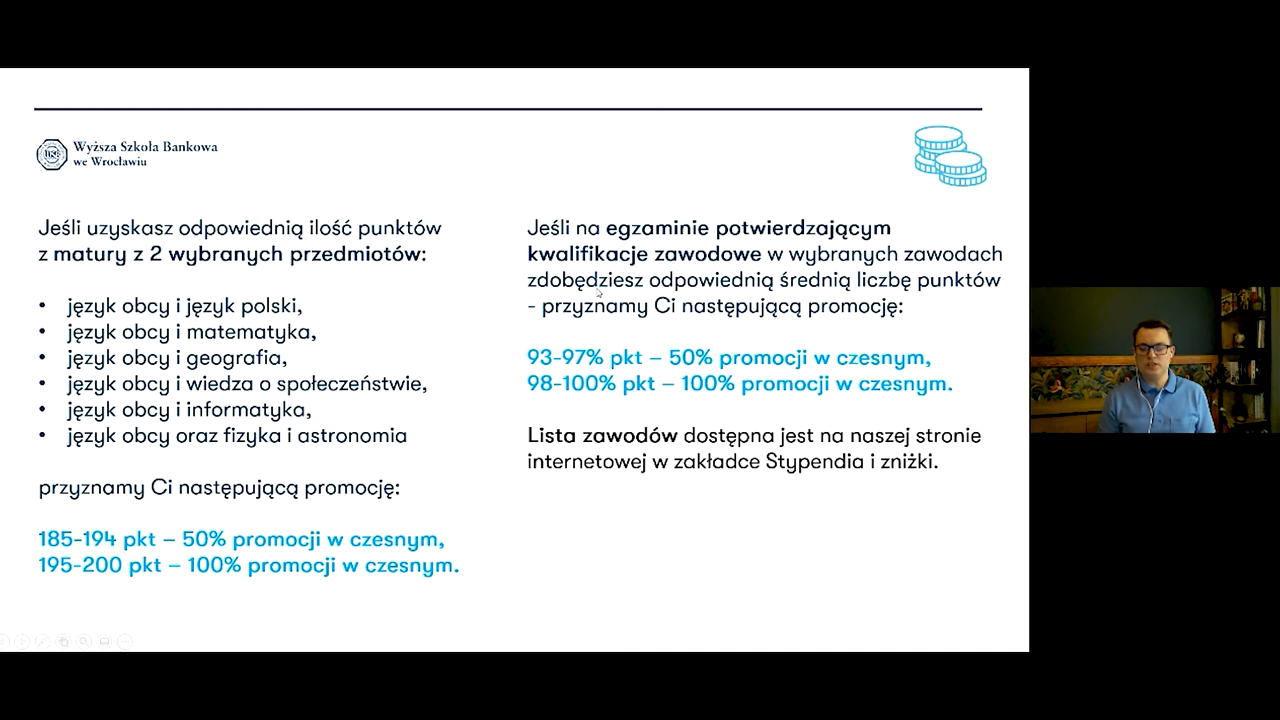 Wyższa Szkoła Bankowa
we Wrocławiu
Jeśli uzyskasz odpowiednią ilość punktów
z matury z 2 wybranych przedmiotów:
• język obcy i język polski,
• język obcy i matematyka,
• język obcy i geografia,
• język obcy i wiedza o społeczeństwie,
• język obcy i informatyka,
• język obcy oraz fizyka i astronomia
przyznamy Ci następującą promocję:
185-194 pkt – 50% promocji w czesnym,
195-200 pkt – 100% promocji w czesnym.
Jeśli na egzaminie potwierdzającym
kwalifikacje zawodowe w wybranych zawodach
zdobędziesz odpowiednią średnią liczbę punktów
- przyznamy Ci następującą promocję:
93-97% pkt – 50% promocji w czesnym,
98-100% pkt – 100% promocji w czesnym.
Lista zawodów dostępna jest na naszej stronie
internetowej w zakładce Stypendia i zniżki.